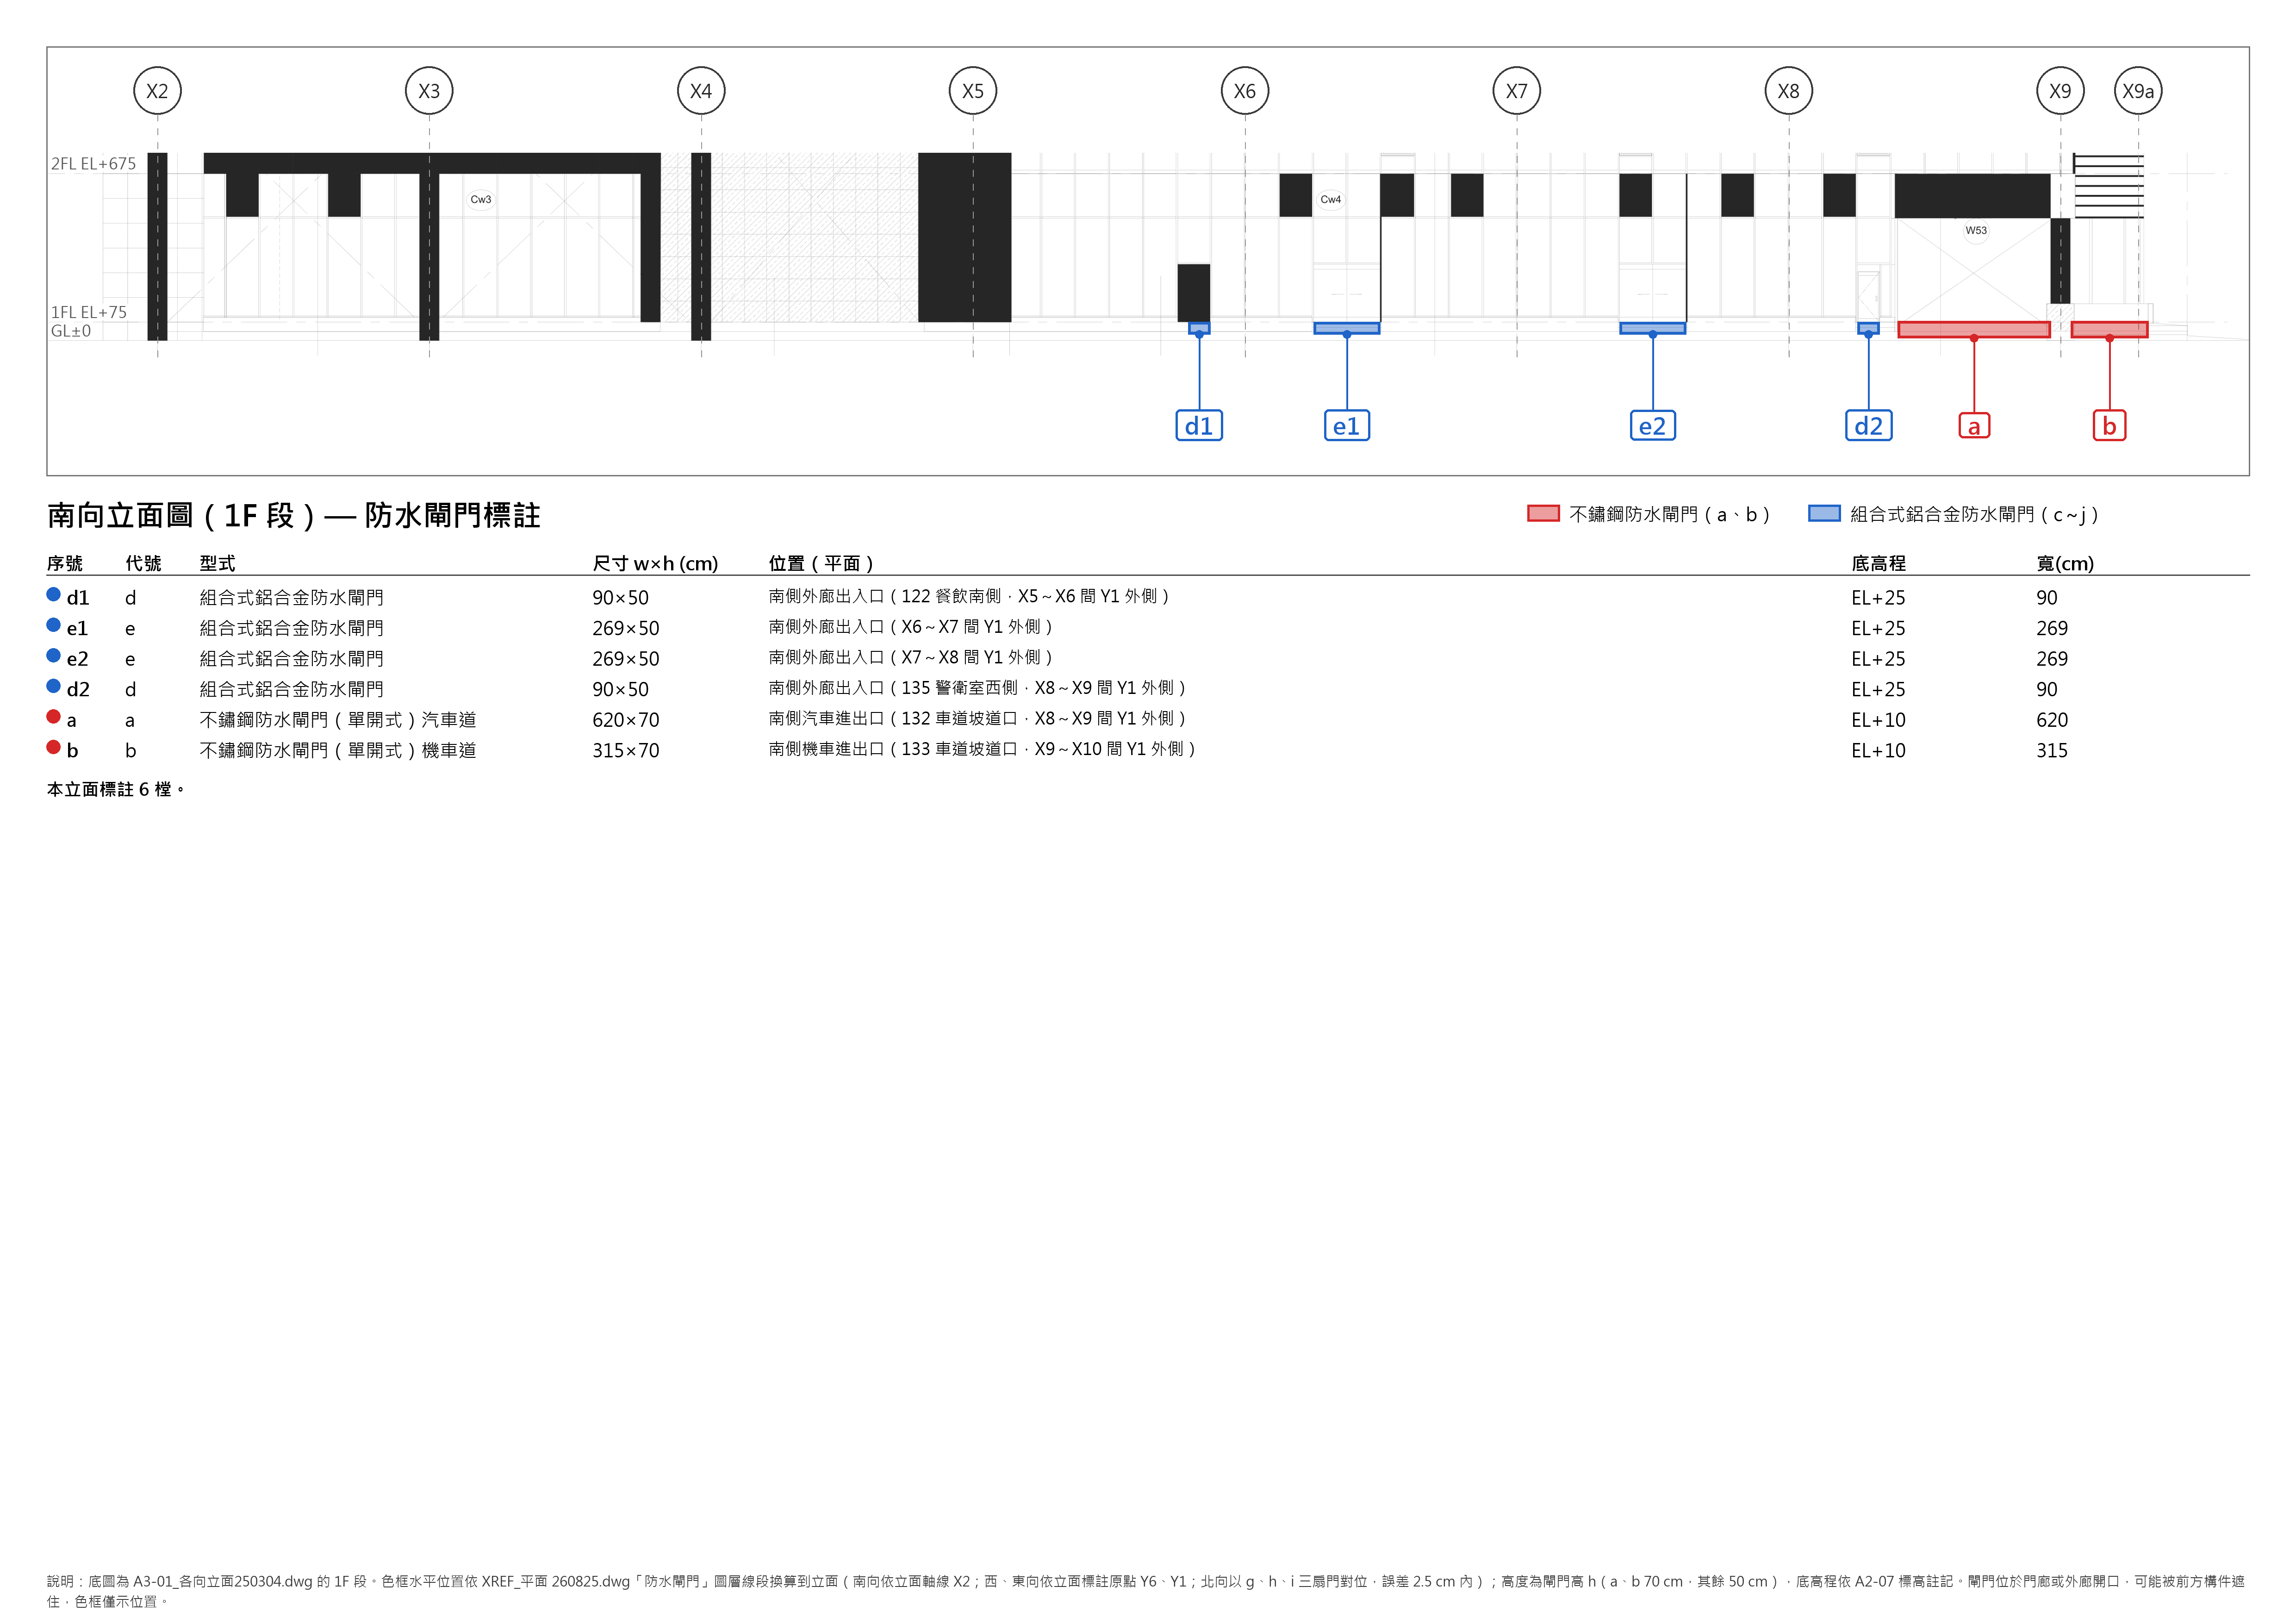 X2 X3 X4 X5 X6 X7 X8 X9 X9a
2FL EL+675
Cw3
Cw4
W53
1FL EL+75
GL±0
d1 e1 e2 d2 a b
南向立面圖（1F 段）— 防水閘門標註
不鏽鋼防水閘門（a、b） 組合式鋁合金防水閘門（c~j）
序號 代號 型式 尺寸 w×h (cm) 位置（平面） 底高程 寬(cm)
d1 d 組合式鋁合金防水閘門 90×50 南側外廊出入口（122 餐飲南側，X5~X6 間 Y1 外側） EL+25 90
e1 e 組合式鋁合金防水閘門 269×50 南側外廊出入口（X6~X7 間 Y1 外側） EL+25 269
e2 e 組合式鋁合金防水閘門 269×50 南側外廊出入口（X7~X8 間 Y1 外側） EL+25 269
d2 d 組合式鋁合金防水閘門 90×50 南側外廊出入口（135 警衛室西側，X8~X9 間 Y1 外側） EL+25 90
a a 不鏽鋼防水閘門（單開式）汽車道 620×70 南側汽車進出口（132 車道坡道口，X8~X9 間 Y1 外側） EL+10 620
b b 不鏽鋼防水閘門（單開式）機車道 315×70 南側機車進出口（133 車道坡道口，X9~X10 間 Y1 外側） EL+10 315
本立面標註 6 樘。
說明：底圖為 A3-01_各向立面250304.dwg 的 1F 段。色框水平位置依 XREF_平面 260825.dwg「防水閘門」圖層線段換算到立面（南向依立面軸線 X2；西、東向依立面標註原點 Y6、Y1；北向以 g、h、i 三扇門對位，誤差 2.5 cm 內）；高度為閘門高 h（a、b 70 cm，其餘 50 cm），底高程依 A2-07 標高註記。閘門位於門廊或外廊開口，可能被前方構件遮
住，色框僅示位置。